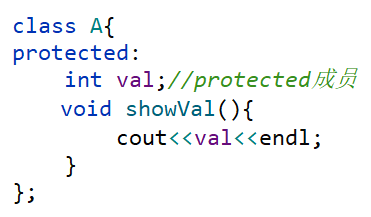 class A{
protected:
    int val;//protected成员
    void showVal(){
        cout<<val<<endl;
    }
};